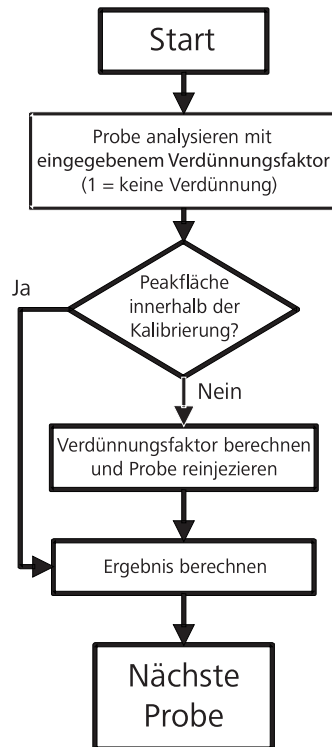 Start
Probe analysieren mit
eingegebenem Verdünnungsfaktor
(1 = keine Verdünnung)
Ja
Peakfläche
innerhalb der
Kalibrierung?
Nein
Verdünnungsfaktor berechnen
und Probe reinjezieren
Ergebnis berechnen
Nächste
Probe